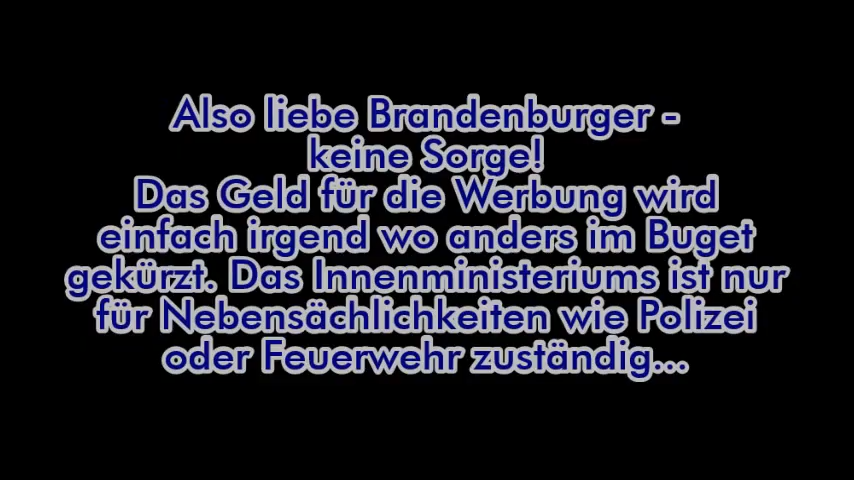 Also liebe Brandenburger -
keine Sorge!
Das Geld für die Werbung wird
einfach irgend wo anders im Buget
gekürzt. Das Innenministeriums ist nur
für Nebensächlichkeiten wie Polizei
oder Feuerwehr zuständig...